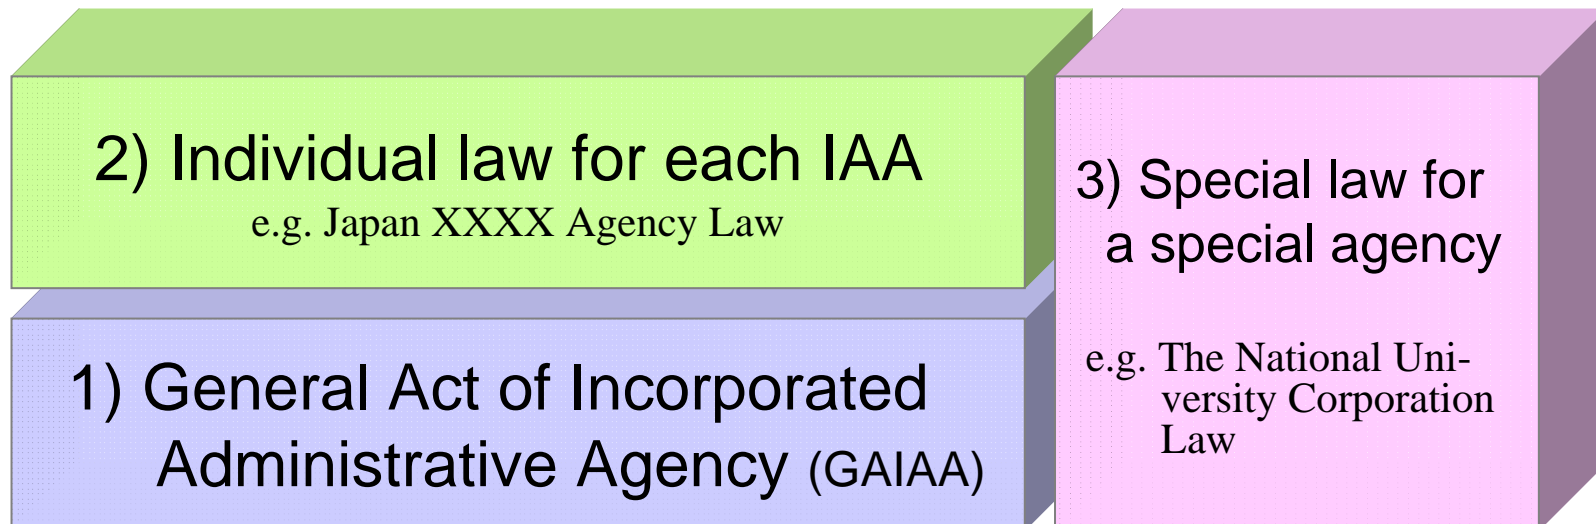 2) Individual law for each IAA
e.g. Japan XXXX Agency Law
1) General Act of Incorporated
Administrative Agency (GAIAA)
3) Special law for
a special agency
e.g. The National Uni-
versity Corporation
Law